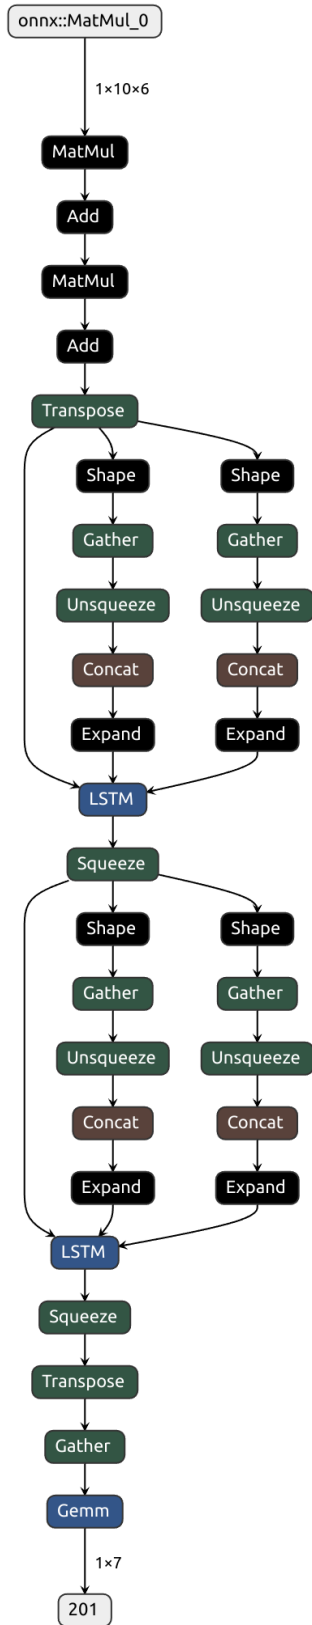 onnx::MatMul_0
1×10×6
MatMul
Add
MatMul
Add
Transpose
Shape Shape
Gather Gather
Unsqueeze Unsqueeze
Concat Concat
Expand Expand
LSTM
Squeeze
Shape Shape
Gather Gather
Unsqueeze Unsqueeze
Concat Concat
Expand Expand
LSTM
Squeeze
Transpose
Gather
Gemm
1×7
201